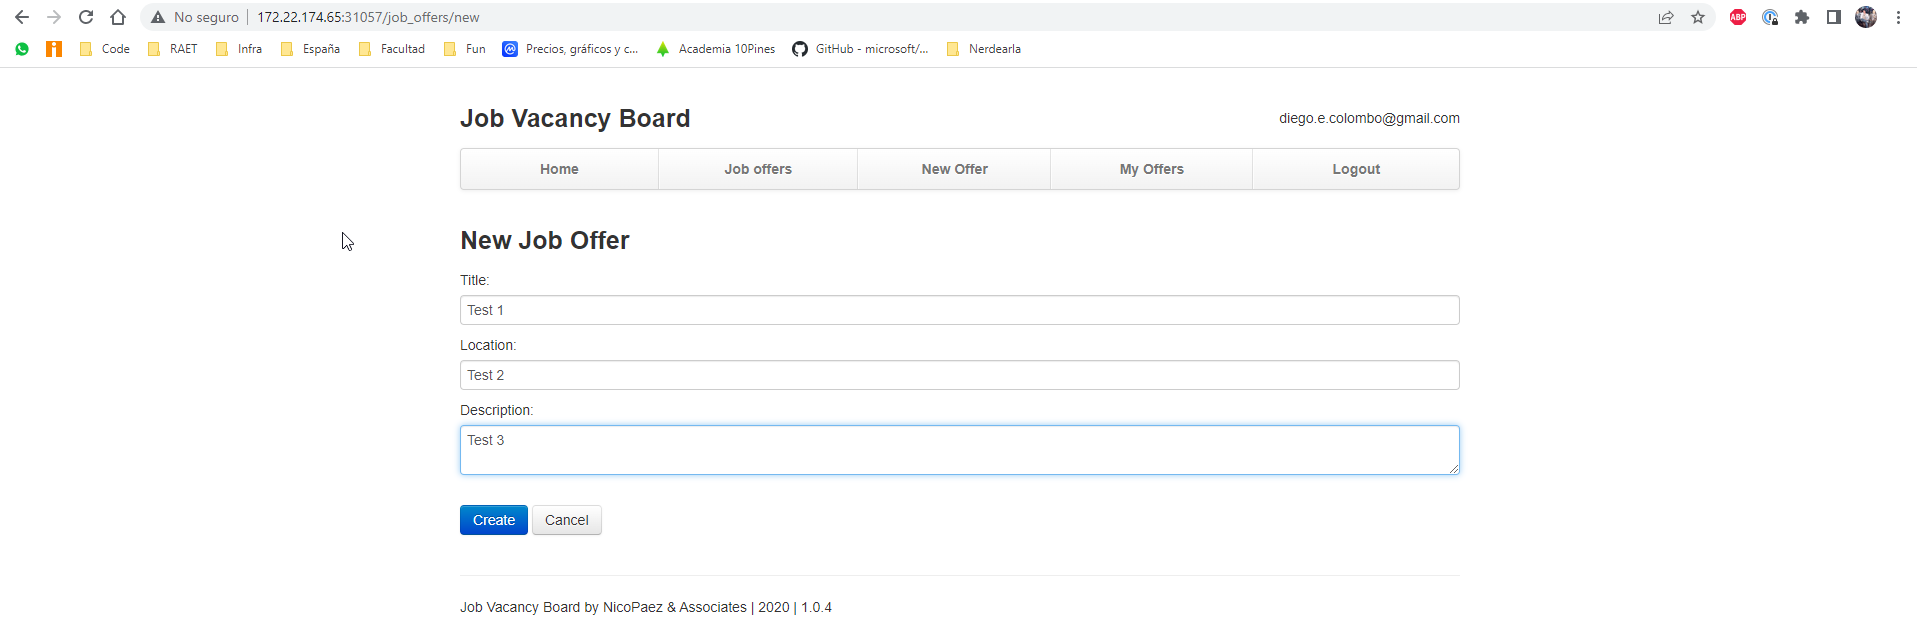 No seguro 172.22.174.65:31057/job_offers/new
ABP
Code RAET Infra España Facultad Fun Precios, gráficos y c... Academia 10Pines GitHub - microsoft/... Nerdearla
Job Vacancy Board diego.e.colombo@gmail.com
Home Job offers New Offer My Offers Logout
New Job Offer
Title:
Test 1
Location:
Test 2
Description:
Test 3
Create Cancel
Job Vacancy Board by NicoPaez & Associates | 2020 | 1.0.4